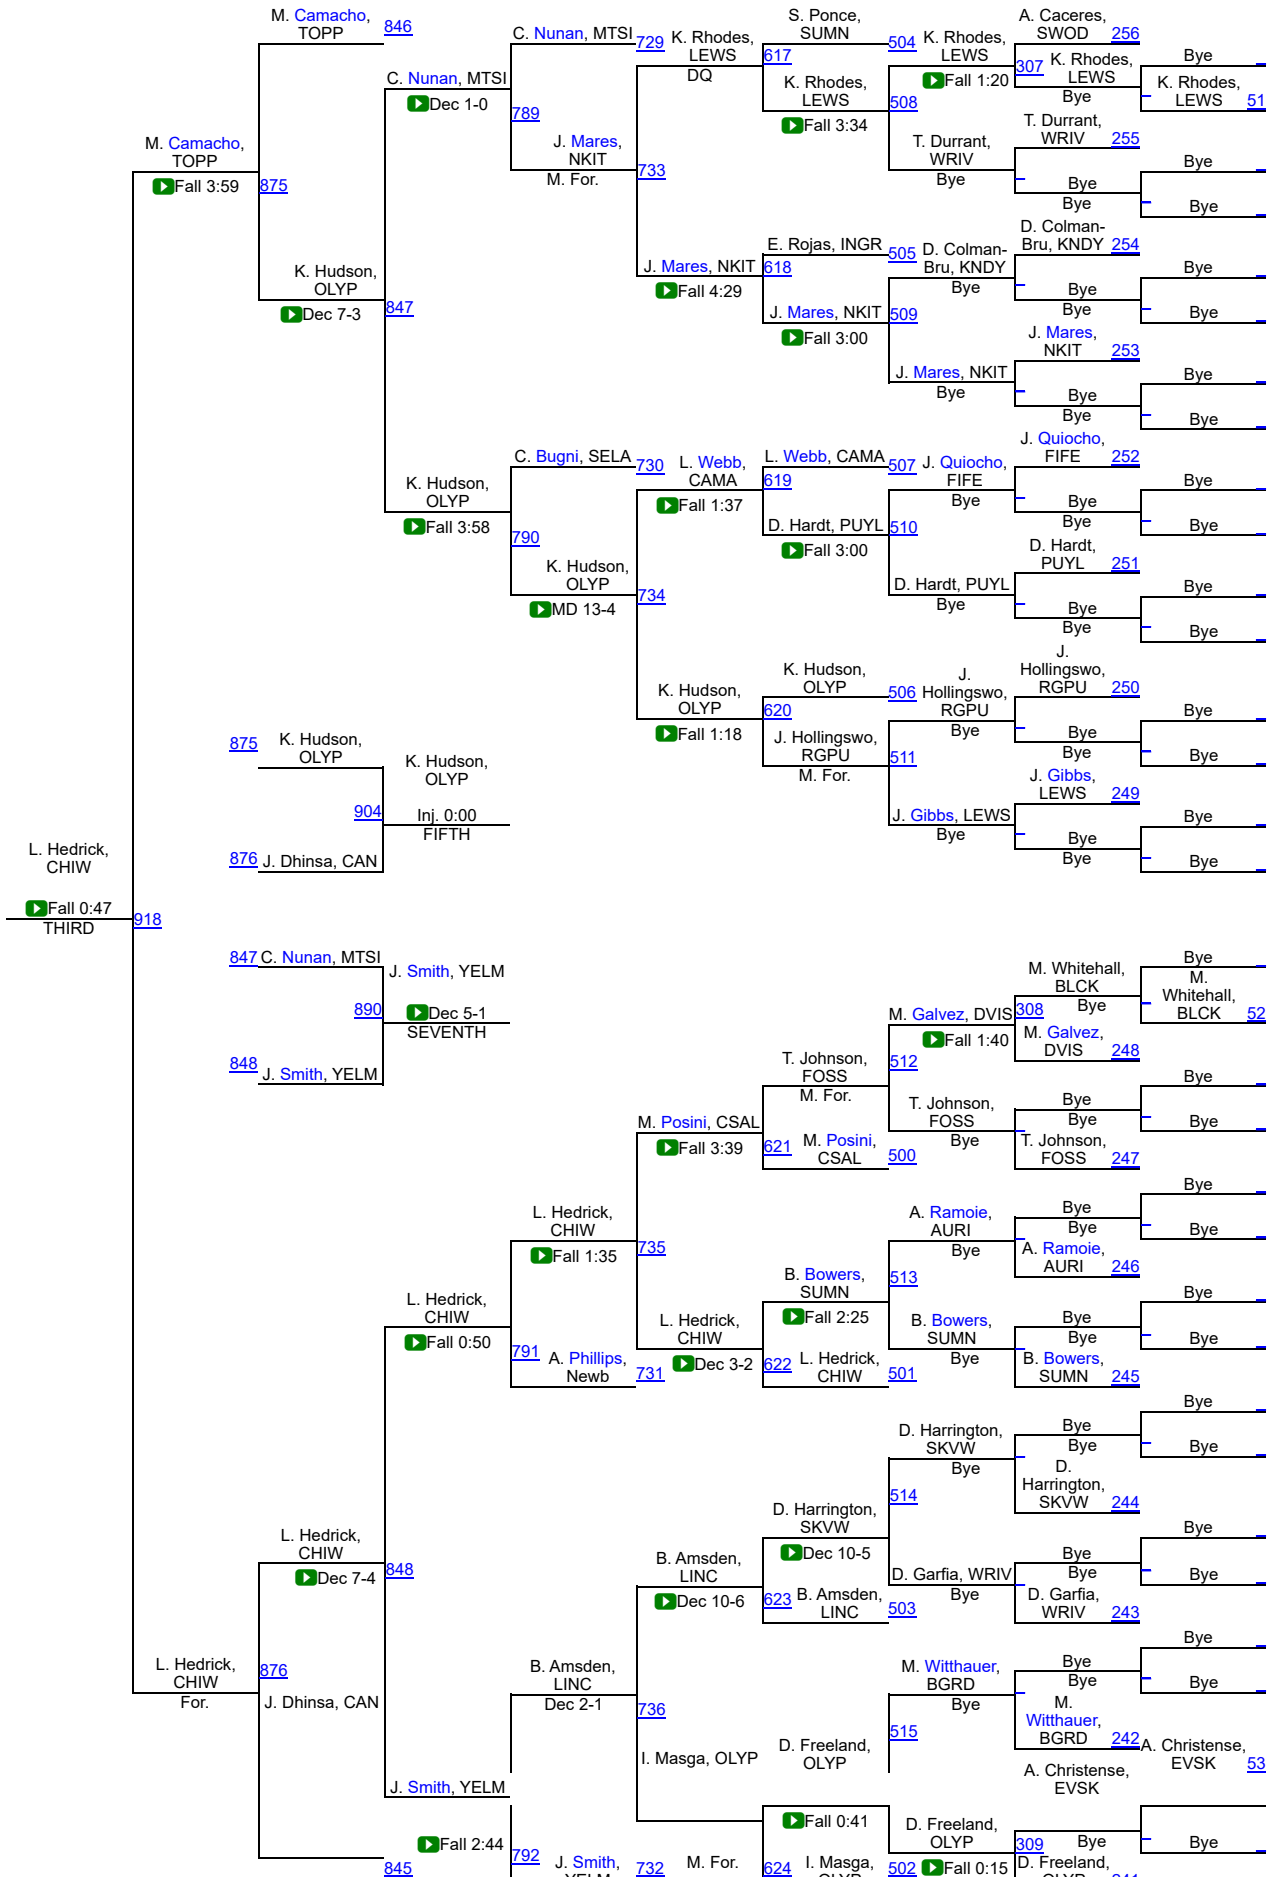 M. Camacho,
TOPP
846
C. Nunan, MTSI
729
K. Rhodes,
LEWS
DQ
S. Ponce,
SUMN
617
504
K. Rhodes,
LEWS
Fall 1:20
A. Caceres,
SWOD
256
307
K. Rhodes,
LEWS
Bye
Bye
K. Rhodes,
LEWS
51
C. Nunan, MTSI
Dec 1-0
789
K. Rhodes,
LEWS
Fall 3:34
508
T. Durrant,
WRIV
255
M. Camacho,
TOPP
Fall 3:59
875
J. Mares,
NKIT
M. For.
733
T. Durrant,
WRIV
Bye
Bye
Bye
Bye
Bye
K. Hudson,
OLYP
Dec 7-3
847
J. Mares, NKIT
Fall 4:29
E. Rojas, INGR
618
505
D. Colman-
Bru, KNDY
Bye
D. Colman-
Bru, KNDY
254
Bye
Bye
Bye
Bye
J. Mares, NKIT
Fall 3:00
509
J. Mares,
NKIT
253
J. Mares, NKIT
Bye
Bye
Bye
Bye
Bye
C. Bugni, SELA
730
L. Webb,
CAMA
Fall 1:37
L. Webb, CAMA
619
507
J. Quiocho,
FIFE
Bye
J. Quiocho,
FIFE
252
Bye
Bye
Bye
Bye
K. Hudson,
OLYP
Fall 3:58
790
D. Hardt, PUYL
Fall 3:00
510
D. Hardt,
PUYL
251
K. Hudson,
OLYP
MD 13-4
734
D. Hardt, PUYL
Bye
Bye
Bye
Bye
Bye
K. Hudson,
OLYP
Fall 1:18
K. Hudson,
OLYP
620
506
J.
Hollingswo,
RGPU
Bye
J.
Hollingswo,
RGPU
250
Bye
Bye
Bye
Bye
875
K. Hudson,
OLYP
K. Hudson,
OLYP
J. Hollingswo,
RGPU
M. For.
511
J. Gibbs,
LEWS
249
904
Inj. 0:00
FIFTH
J. Gibbs, LEWS
Bye
Bye
Bye
Bye
Bye
L. Hedrick,
CHIW
876
J. Dhinsa, CAN
Fall 0:47
THIRD
918
847
C. Nunan, MTSI
J. Smith, YELM
890
Dec 5-1
SEVENTH
848
J. Smith, YELM
M. Whitehall,
BLCK
Bye
Bye
M.
Whitehall,
BLCK
52
M. Galvez, DVIS
Fall 1:40
308
M. Galvez,
DVIS
248
T. Johnson,
FOSS
M. For.
512
T. Johnson,
FOSS
Bye
Bye
Bye
Bye
Bye
T. Johnson,
FOSS
247
M. Posini, CSAL
Fall 3:39
621
M. Posini,
CSAL
500
L. Hedrick,
CHIW
Fall 1:35
735
A. Ramoie,
AURI
Bye
Bye
Bye
Bye
Bye
A. Ramoie,
AURI
246
B. Bowers,
SUMN
Fall 2:25
513
L. Hedrick,
CHIW
Fall 0:50
L. Hedrick,
CHIW
Dec 3-2
B. Bowers,
SUMN
Bye
Bye
Bye
Bye
Bye
791
A. Phillips,
Newb
731
622
L. Hedrick,
CHIW
501
B. Bowers,
SUMN
245
D. Harrington,
SKVW
Bye
Bye
Bye
Bye
Bye
D.
Harrington,
SKVW
244
514
D. Harrington,
SKVW
Dec 10-5
L. Hedrick,
CHIW
Dec 7-4
848
B. Amsden,
LINC
Dec 10-6
623
B. Amsden,
LINC
503
D. Garfia, WRIV
Bye
Bye
Bye
Bye
Bye
D. Garfia,
WRIV
243
L. Hedrick,
CHIW
For.
876
J. Dhinsa, CAN
B. Amsden,
LINC
Dec 2-1
736
M. Witthauer,
BGRD
Bye
Bye
Bye
Bye
Bye
M.
Witthauer,
BGRD
242
515
I. Masga, OLYP
D. Freeland,
OLYP
A. Christense,
EVSK
A. Christense,
EVSK
53
J. Smith, YELM
Fall 2:44
845
792
J. Smith,
732
M. For.
Fall 0:41
624
I. Masga,
502
D. Freeland,
OLYP
Fall 0:15
309
Bye
Bye
D. Freeland,